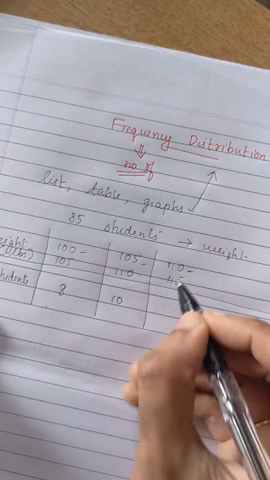 Frequency Distribution
no of
list, table, graphs
85 students → weight
100- 105- 110-
105 110
8 10